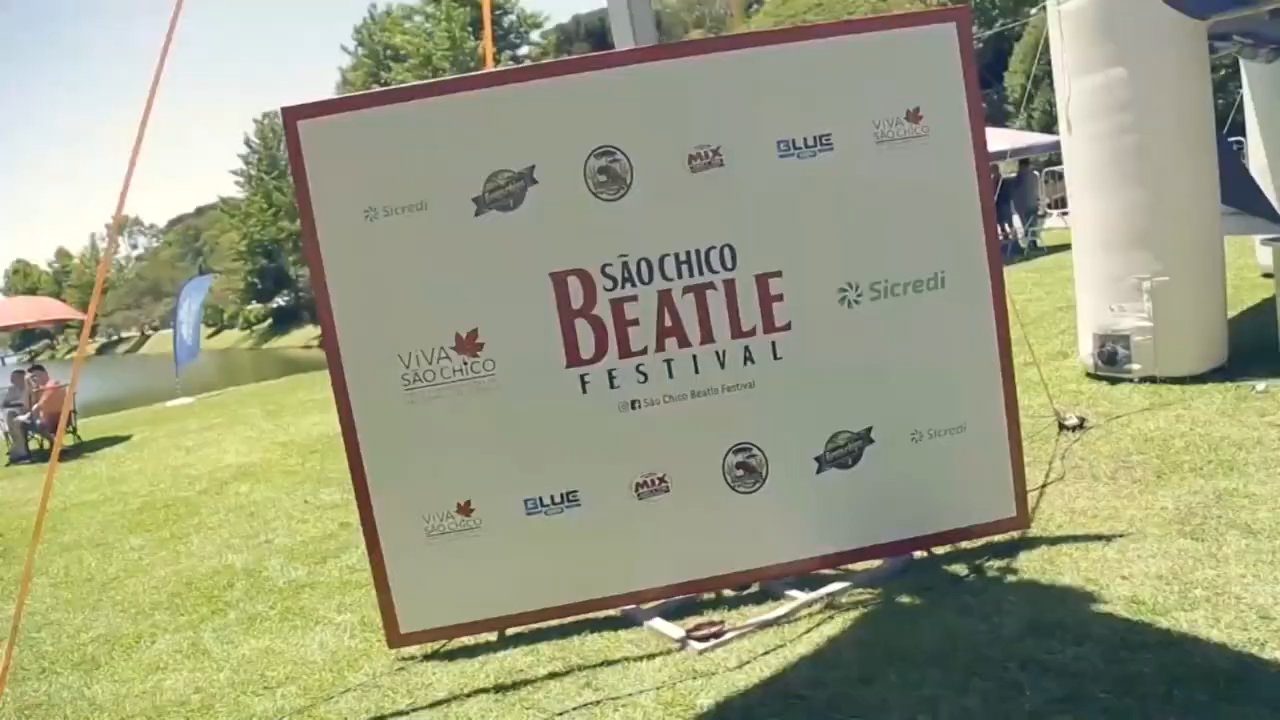 Sicredi
MIX
BLUE
ViVA
SÃO CHICO
SÃO CHICO
BEATLE
FESTIVAL
São Chico Beatle Festival
Sicredi
ViVA
SÃO CHICO
ViVA
SÃO CHICO
BLUE
MIX
Sicredi